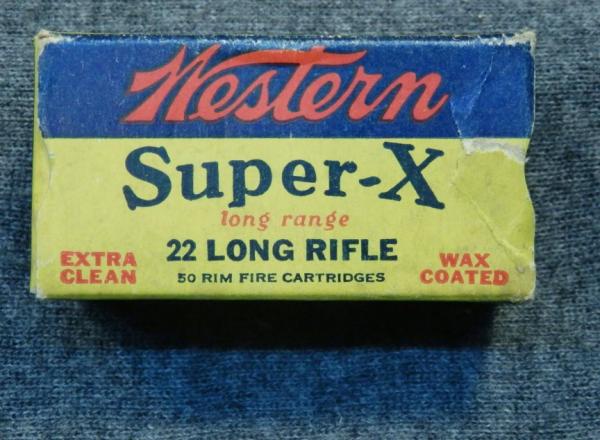 Western
Super-X
long range
22 LONG RIFLE
50 RIM FIRE CARTRIDGES
EXTRA
CLEAN
WAX
COATED